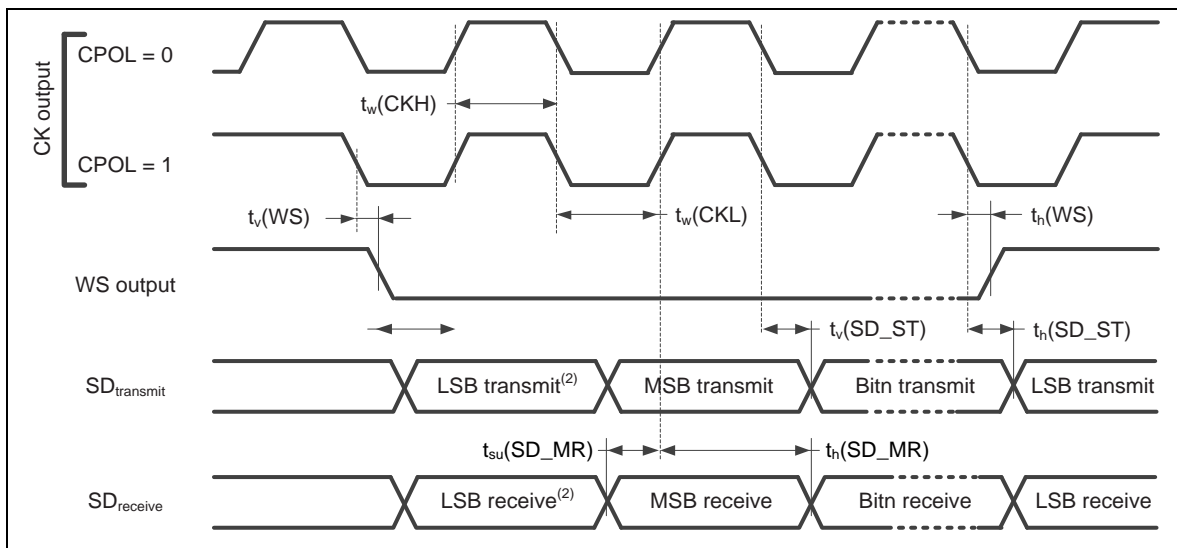 CK output
CPOL = 0
tw(CKH)
CPOL = 1
tv(WS)
tw(CKL)
th(WS)
WS output
tv(SD_ST)
th(SD_ST)
SDtransmit
LSB transmit(2)
MSB transmit
Bitn transmit
LSB transmit
tsu(SD_MR)
th(SD_MR)
SDreceive
LSB receive(2)
MSB receive
Bitn receive
LSB receive